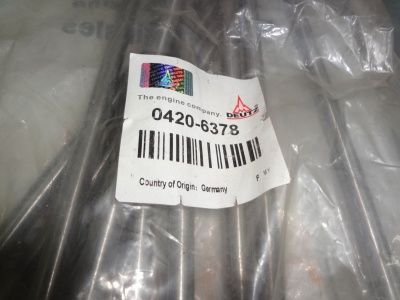 The engine company.
DEUTZ
0420-6378
Country of Origin: Germany